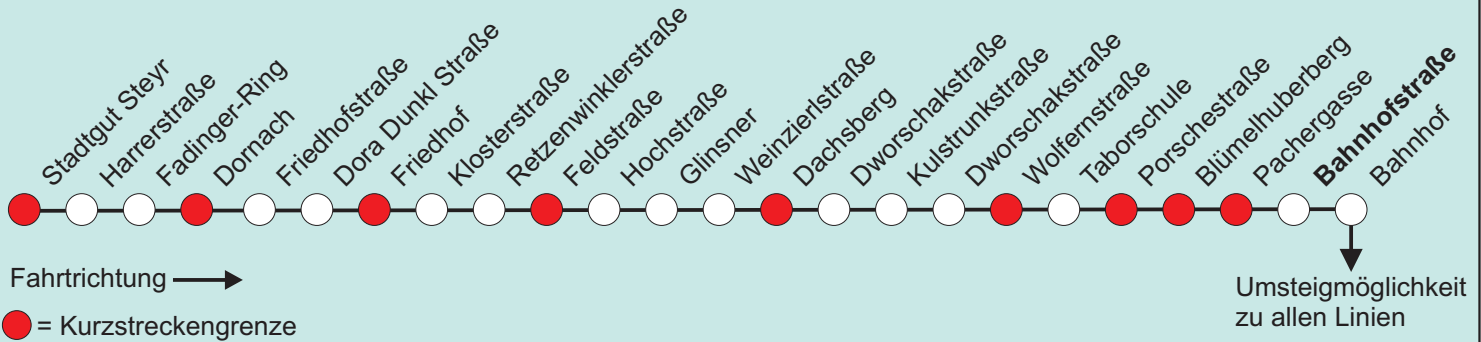 Stadtgut Steyr
Harrerstraße
Fadinger-Ring
Dornach
Friedhofstraße
Dora Dunkl Straße
Friedhof
Klosterstraße
Retzenwinklerstraße
Feldstraße
Hochstraße
Glinsner
Weinzierlstraße
Dachsberg
Dworschakstraße
Kulstrunkstraße
Dworschakstraße
Wolfernstraße
Taborschule
Porschestraße
Blümelhuberberg
Pachergasse
Bahnhofstraße
Bahnhof
Fahrtrichtung
Umsteigmöglichkeit
zu allen Linien
= Kurzstreckengrenze